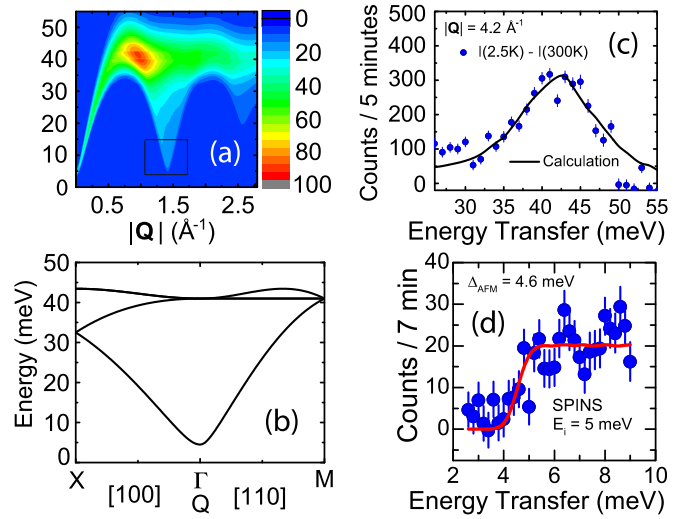 50
40
30
20
10
0
0.5
1.5
2.5
|Q| (Å⁻¹)
(a)
0
20
40
60
80
100
500
400
300
200
100
0
Counts / 5 minutes
|Q| = 4.2 Å⁻¹
I(2.5K) - I(300K)
(c)
Calculation
30
35
40
45
50
55
Energy Transfer (meV)
50
40
30
20
10
0
Energy (meV)
(b)
X
Γ
M
[100]
Q
[110]
40
30
20
10
0
-10
Counts / 7 min
Δ_AFM = 4.6 meV
(d)
SPINS
E_i = 5 meV
2
4
6
8
10
Energy Transfer (meV)